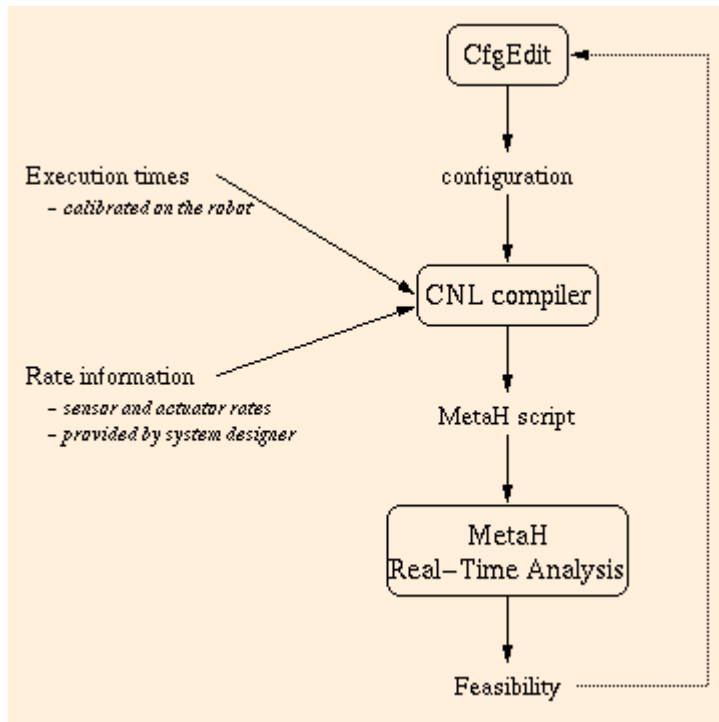 CfgEdit
Execution times
– calibrated on the robot
configuration
CNL compiler
Rate information
– sensor and actuator rates
– provided by system designer
MetaH script
MetaH
Real–Time Analysis
Feasibility